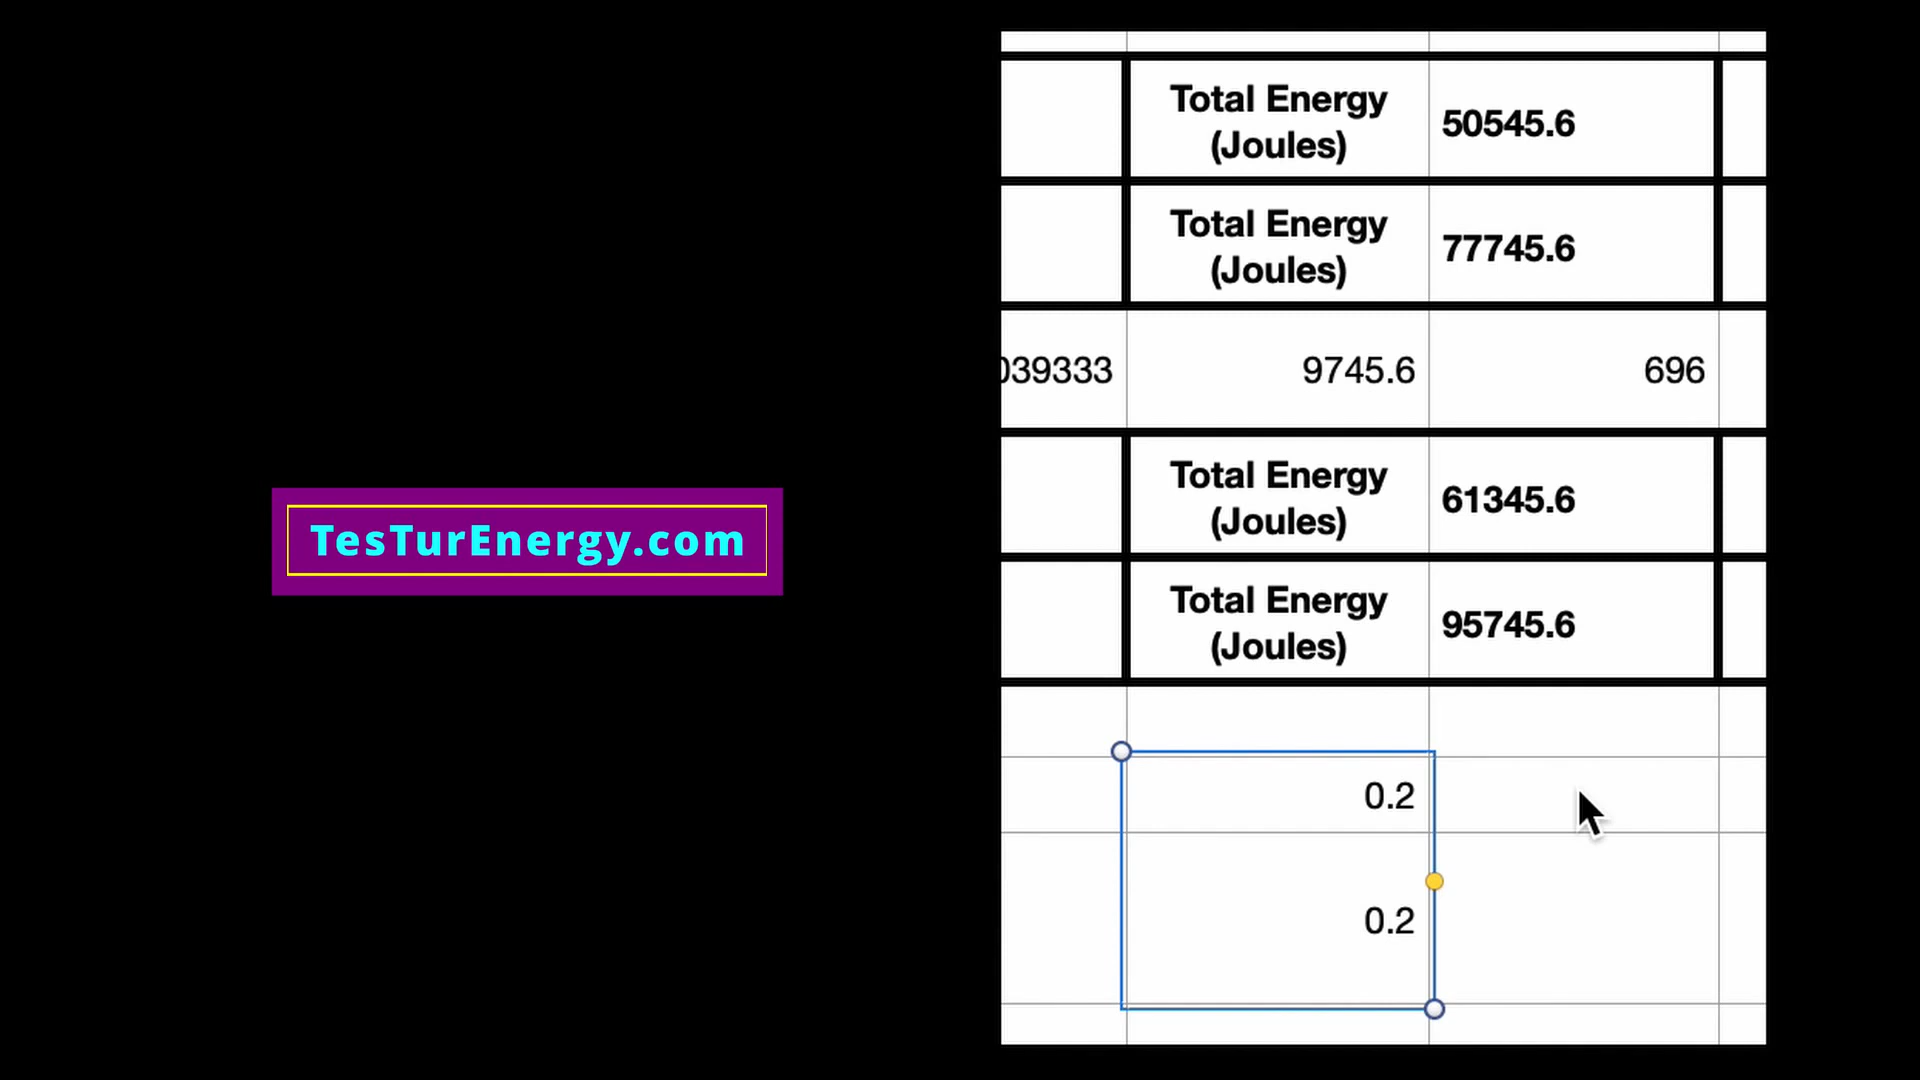 TesTurEnergy.com
Total Energy
(Joules)
50545.6
Total Energy
(Joules)
77745.6
039333
9745.6
696
Total Energy
(Joules)
61345.6
Total Energy
(Joules)
95745.6
0.2
0.2